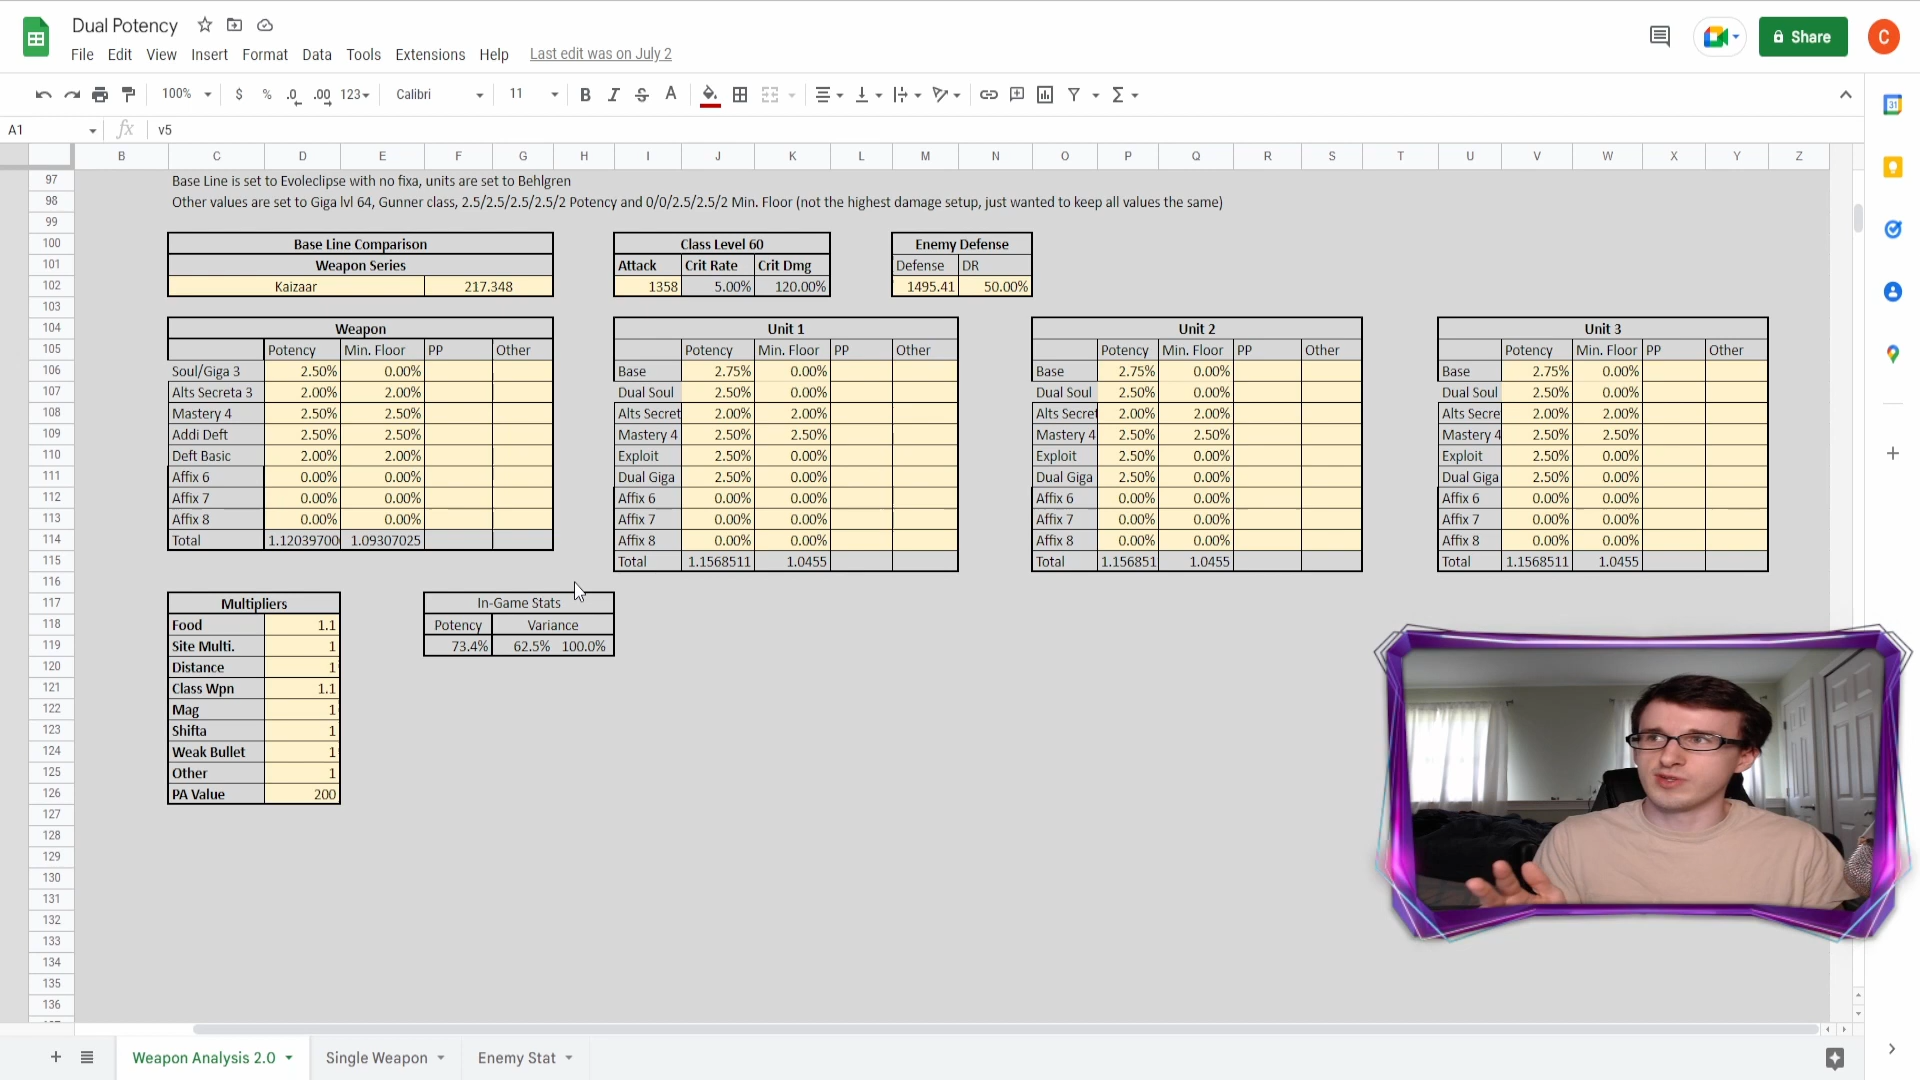 Dual Potency
File Edit View Insert Format Data Tools Extensions Help Last edit was on July 2
Share
C
100% $ % .0 .00 123 Calibri 11 B I S A
31
A1 fx v5
B C D E F G H I J K L M N O P Q R S T U V W X Y Z
97 Base Line is set to Evoleclipse with no fixa, units are set to Behlgren
98 Other values are set to Giga lvl 64, Gunner class, 2.5/2.5/2.5/2.5/2 Potency and 0/0/2.5/2.5/2 Min. Floor (not the highest damage setup, just wanted to keep all values the same)
99
100 Base Line Comparison Class Level 60 Enemy Defense
101 Weapon Series Attack Crit Rate Crit Dmg Defense DR
102 Kaizaar 217.348 1358 5.00% 120.00% 1495.41 50.00%
103
104 Weapon Unit 1 Unit 2 Unit 3
105 Potency Min. Floor PP Other Potency Min. Floor PP Other Potency Min. Floor PP Other Potency Min. Floor PP Other
106 Soul/Giga 3 2.50% 0.00% Base 2.75% 0.00% Base 2.75% 0.00% Base 2.75% 0.00%
107 Alts Secreta 3 2.00% 2.00% Dual Soul 2.50% 0.00% Dual Soul 2.50% 0.00% Dual Soul 2.50% 0.00%
108 Mastery 4 2.50% 2.50% Alts Secret 2.00% 2.00% Alts Secret 2.00% 2.00% Alts Secre 2.00% 2.00%
109 Addi Deft 2.50% 2.50% Mastery 4 2.50% 2.50% Mastery 4 2.50% 2.50% Mastery 4 2.50% 2.50%
110 Deft Basic 2.00% 2.00% Exploit 2.50% 0.00% Exploit 2.50% 0.00% Exploit 2.50% 0.00%
111 Affix 6 0.00% 0.00% Dual Giga 2.50% 0.00% Dual Giga 2.50% 0.00% Dual Giga 2.50% 0.00%
112 Affix 7 0.00% 0.00% Affix 6 0.00% 0.00% Affix 6 0.00% 0.00% Affix 6 0.00% 0.00%
113 Affix 8 0.00% 0.00% Affix 7 0.00% 0.00% Affix 7 0.00% 0.00% Affix 7 0.00% 0.00%
114 Total 1.12039700 1.09307025 Affix 8 0.00% 0.00% Affix 8 0.00% 0.00% Affix 8 0.00% 0.00%
115 Total 1.1568511 1.0455 Total 1.156851 1.0455 Total 1.1568511 1.0455
116
117 Multipliers In-Game Stats
118 Food 1.1 Potency Variance
119 Site Multi. 1 73.4% 62.5% 100.0%
120 Distance 1
121 Class Wpn 1.1
122 Mag 1
123 Shifta 1
124 Weak Bullet 1
125 Other 1
126 PA Value 200
127
128
129
130
131
132
133
134
135
136
Weapon Analysis 2.0 Single Weapon Enemy Stat